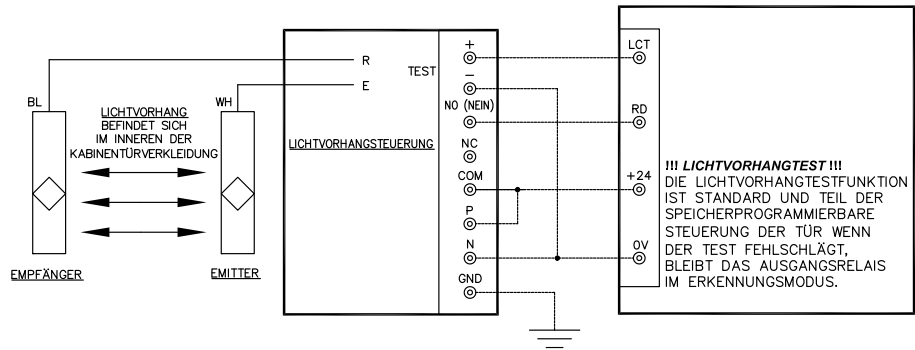 BL
LICHTVORHANG
BEFINDET SICH
IM INNEREN DER
KABINENTÜRVERKLEIDUNG
WH
EMPFÄNGER
EMITTER
R
E
TEST
LICHTVORHANGSTEUERUNG
+
−
NO (NEIN)
NC
COM
P
N
GND
LCT
RD
+24
0V
!!! LICHTVORHANGTEST !!!
DIE LICHTVORHANGTESTFUNKTION
IST STANDARD UND TEIL DER
SPEICHERPROGRAMMIERBARE
STEUERUNG DER TÜR WENN
DER TEST FEHLSCHLÄGT,
BLEIBT DAS AUSGANGSRELAIS
IM ERKENNUNGSMODUS.